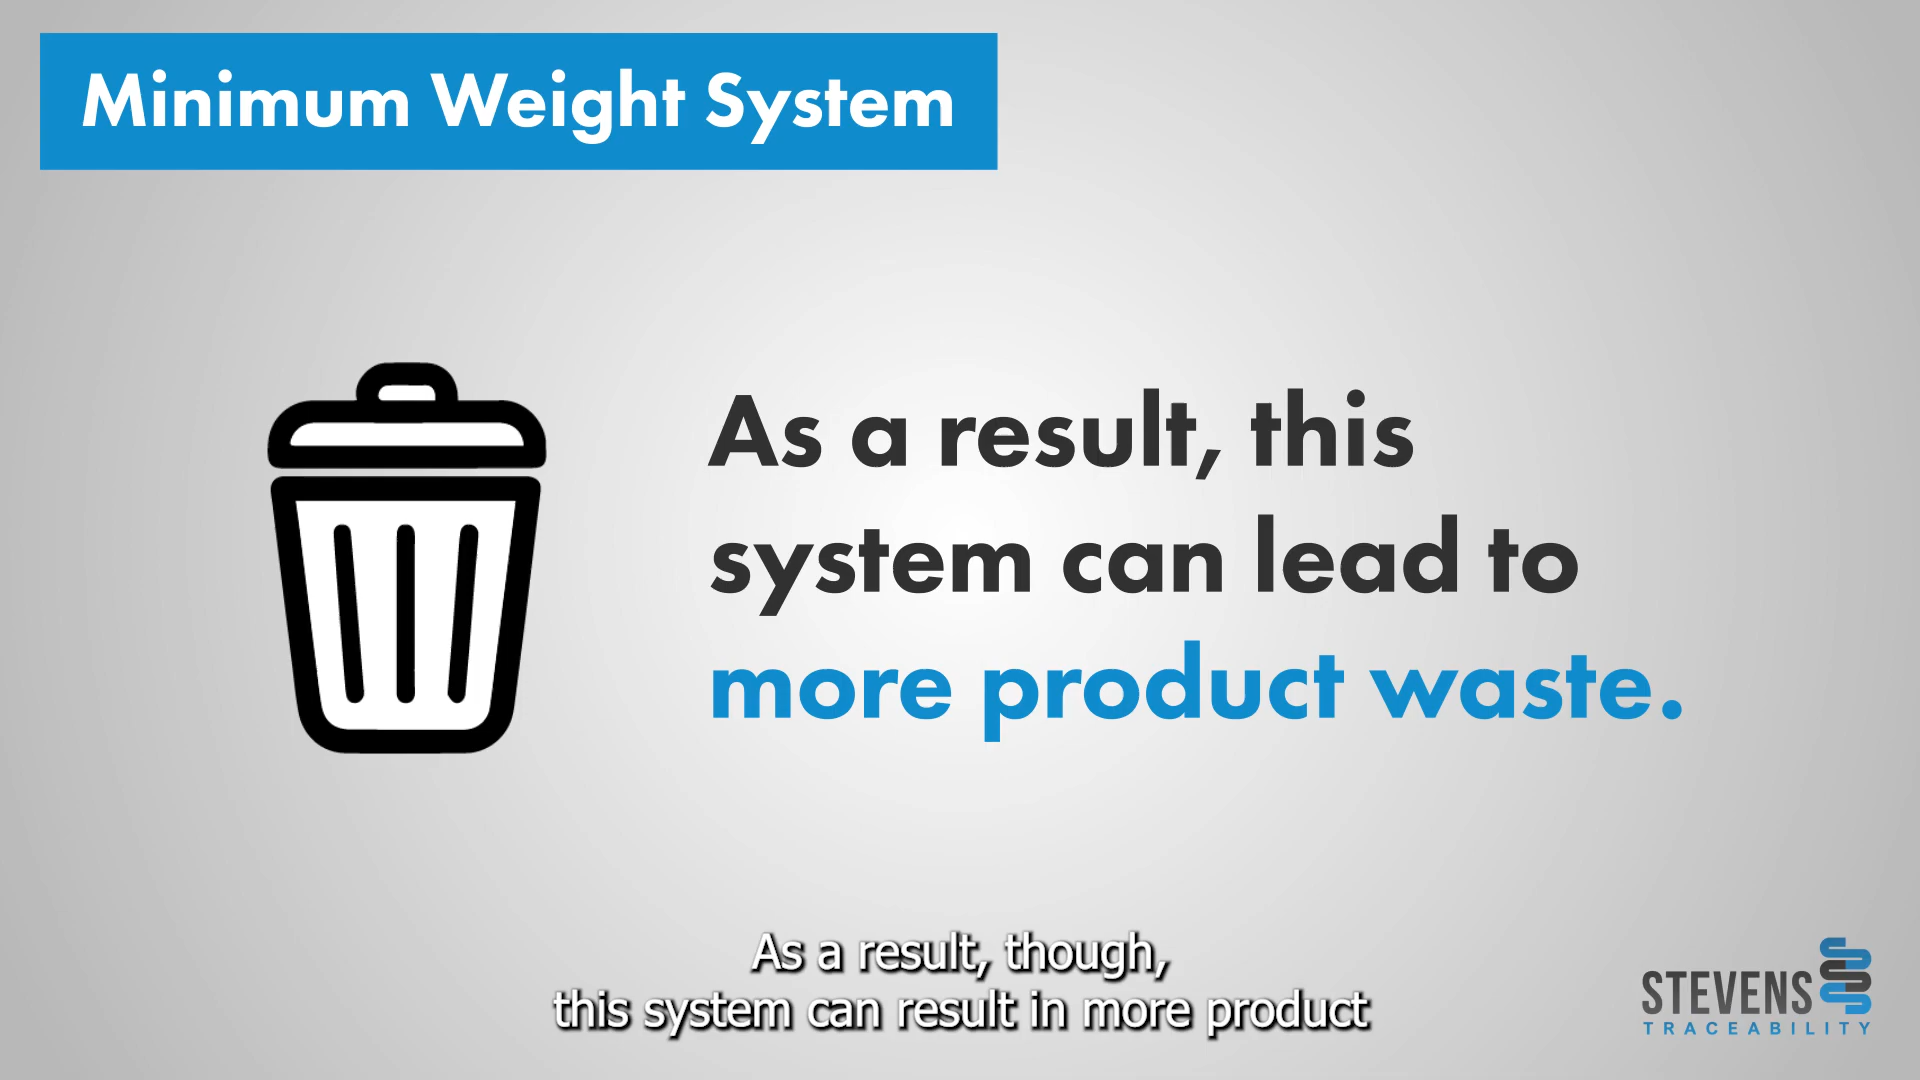 Minimum Weight System
As a result, this
system can lead to
more product waste.
As a result, though,
this system can result in more product
STEVENS
TRACEABILITY